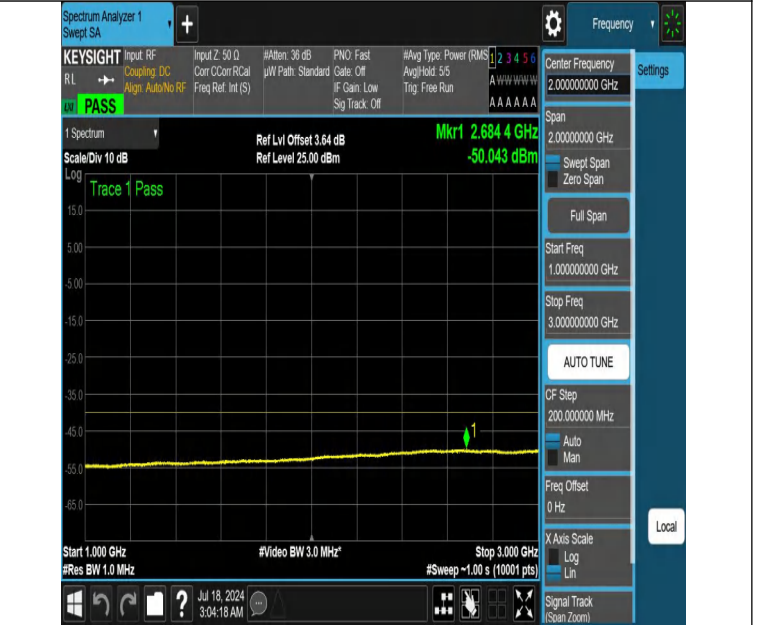 Spectrum Analyzer 1
Swept SA
+
Frequency
KEYSIGHT
RL
PASS
Input: RF
Coupling: DC
Align: Auto/No RF
Input Z: 50 Ω
Corr CCorr RCal
Freq Ref: Int (S)
#Atten: 36 dB
µW Path: Standard
PNO: Fast
Gate: Off
IF Gain: Low
Sig Track: Off
#Avg Type: Power (RMS
Avg|Hold: 5/5
Trig: Free Run
1 2 3 4 5 6
A W W W W W
A A A A A A
1 Spectrum
Scale/Div 10 dB
Ref Lvl Offset 3.64 dB
Ref Level 25.00 dBm
Mkr1 2.684 4 GHz
-50.043 dBm
Log
Trace 1 Pass
15.0
5.00
-5.00
-15.0
-25.0
-35.0
-45.0
-55.0
-65.0
1
Start 1.000 GHz
#Res BW 1.0 MHz
#Video BW 3.0 MHz*
Stop 3.000 GHz
#Sweep ~1.00 s (10001 pts)
?
Jul 18, 2024
3:04:18 AM
Center Frequency
2.00000000 GHz
Settings
Span
2.00000000 GHz
Swept Span
Zero Span
Full Span
Start Freq
1.000000000 GHz
Stop Freq
3.000000000 GHz
AUTO TUNE
CF Step
200.000000 MHz
Auto
Man
Freq Offset
0 Hz
X Axis Scale
Log
Lin
Local
Signal Track
(Span Zoom)